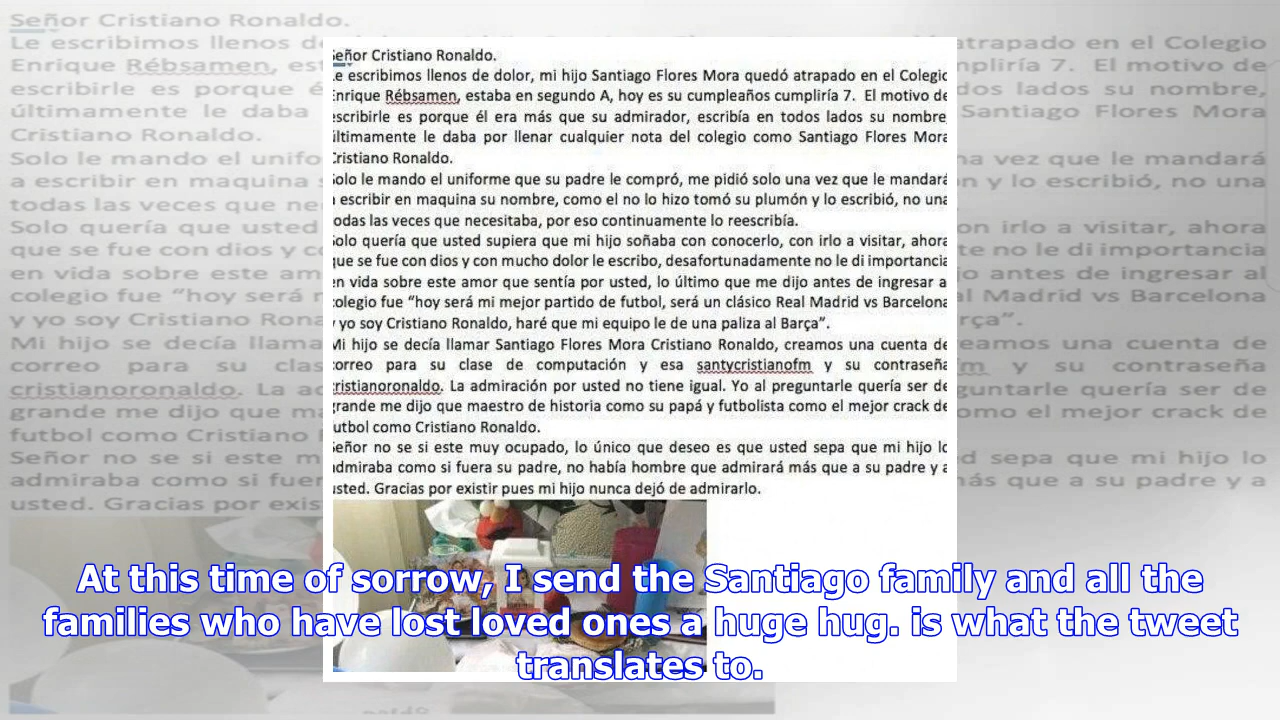 Señor Cristiano Ronaldo.
Le escribimos llenos de dolor, mi hijo Santiago Flores Mora quedó atrapado en el Colegio
Enrique Rébsamen, estaba en segundo A, hoy es su cumpleaños cumpliría 7. El motivo de
escribirle es porque él era más que su admirador, escribía en todos lados su nombre,
últimamente le daba por llenar cualquier nota del colegio como Santiago Flores Mora
Cristiano Ronaldo.
Solo le mando el uniforme que su padre le compró, me pidió solo una vez que le mandará
a escribir en maquina su nombre, como el no lo hizo tomó su plumón y lo escribió, no una
todas las veces que necesitaba, por eso continuamente lo reescribía.
Solo quería que usted supiera que mi hijo soñaba con conocerlo, con irlo a visitar, ahora
que se fue con dios y con mucho dolor le escribo, desafortunadamente no le di importancia
en vida sobre este amor que sentía por usted, lo último que me dijo antes de ingresar al
colegio fue “hoy será mi mejor partido de futbol, será un clásico Real Madrid vs Barcelona
y yo soy Cristiano Ronaldo, haré que mi equipo le de una paliza al Barça”.
Mi hijo se decía llamar Santiago Flores Mora Cristiano Ronaldo, creamos una cuenta de
correo para su clase de computación y esa santycristianofm y su contraseña
cristianoronaldo. La admiración por usted no tiene igual. Yo al preguntarle quería ser de
grande me dijo que maestro de historia como su papá y futbolista como el mejor crack de
futbol como Cristiano Ronaldo.
Señor no se si este muy ocupado, lo único que deseo es que usted sepa que mi hijo lo
admiraba como si fuera su padre, no había hombre que admirará más que a su padre y a
usted. Gracias por existir pues mi hijo nunca dejó de admirarlo.
At this time of sorrow, I send the Santiago family and all the
families who have lost loved ones a huge hug. is what the tweet
translates to.